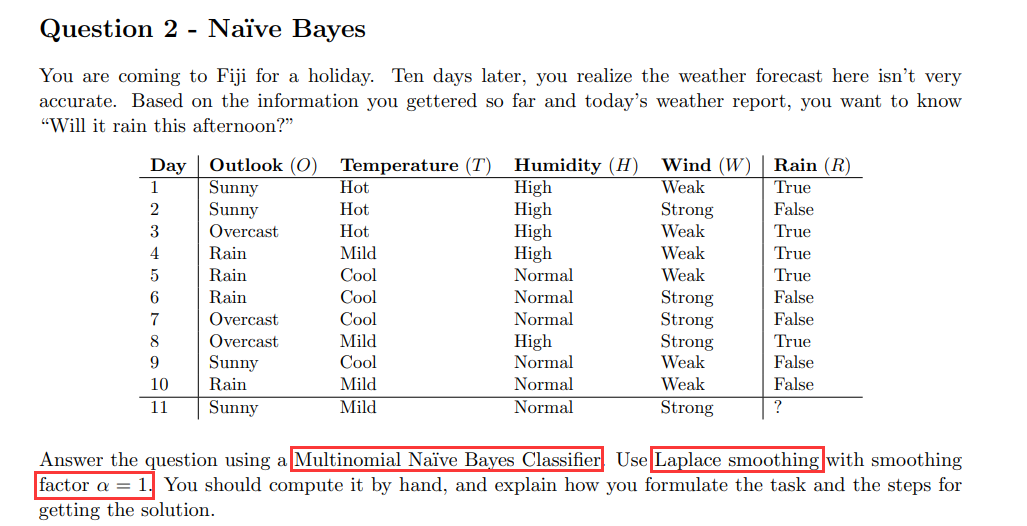 Question 2 - Naïve Bayes
You are coming to Fiji for a holiday. Ten days later, you realize the weather forecast here isn't very
accurate. Based on the information you gettered so far and today's weather report, you want to know
"Will it rain this afternoon?"
Day Outlook (O) Temperature (T) Humidity (H) Wind (W) Rain (R)
1 Sunny Hot High Weak True
2 Sunny Hot High Strong False
3 Overcast Hot High Weak True
4 Rain Mild High Weak True
5 Rain Cool Normal Weak True
6 Rain Cool Normal Strong False
7 Overcast Cool Normal Strong False
8 Overcast Mild High Strong True
9 Sunny Cool Normal Weak False
10 Rain Mild Normal Weak False
11 Sunny Mild Normal Strong ?
Answer the question using a Multinomial Naïve Bayes Classifier. Use Laplace smoothing with smoothing
factor α = 1. You should compute it by hand, and explain how you formulate the task and the steps for
getting the solution.